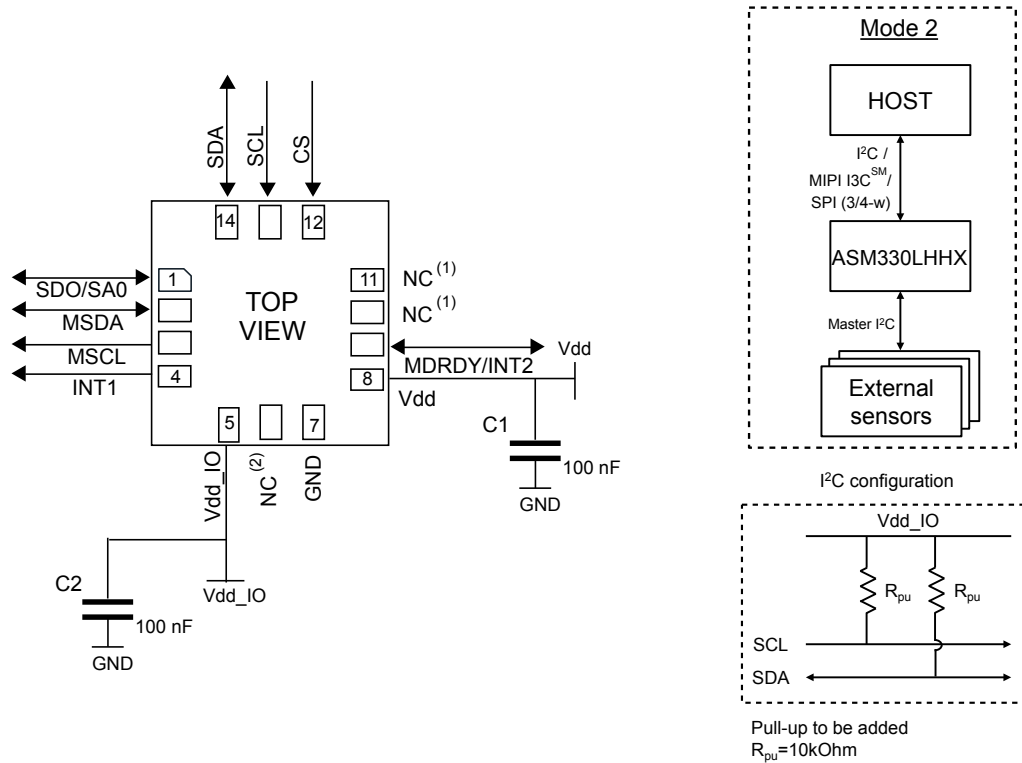 SDA
SCL
CS
14
12
1
11
NC (1)
NC (1)
TOP
VIEW
SDO/SA0
MSDA
MSCL
4
INT1
MDRDY/INT2
Vdd
8
Vdd
5
7
Vdd_IO
NC (2)
GND
C1
100 nF
GND
C2
Vdd_IO
100 nF
GND
Mode 2
HOST
I²C /
MIPI I3C^SM/
SPI (3/4-w)
ASM330LHHX
Master I²C
External
sensors
I²C configuration
Vdd_IO
Rpu
Rpu
SCL
SDA
Pull-up to be added
Rpu=10kOhm